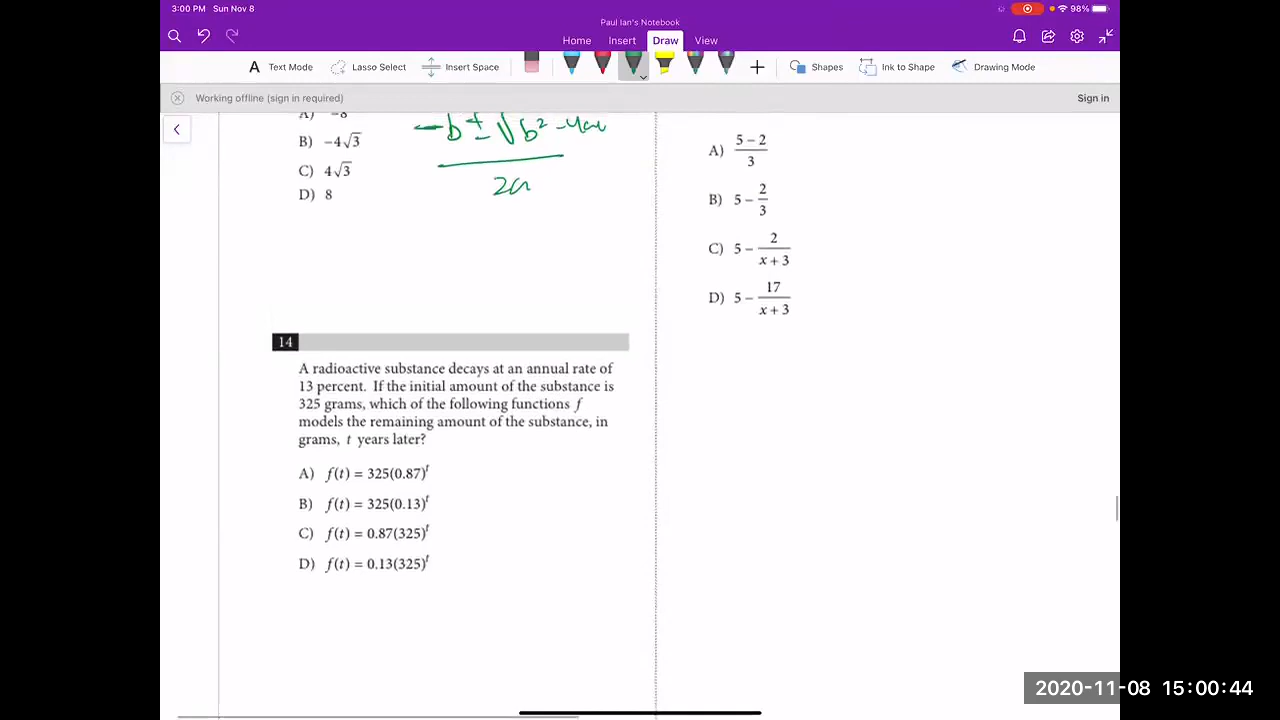 3:00 PM Sun Nov 8
98%
Paul Ian's Notebook
Home Insert Draw View
Text Mode Lasso Select Insert Space Shapes Ink to Shape Drawing Mode
Working offline (sign in required) Sign in
B) −4√3
C) 4√3
D) 8
−b ± √b² −4ac
2a
14
A radioactive substance decays at an annual rate of
13 percent. If the initial amount of the substance is
325 grams, which of the following functions f
models the remaining amount of the substance, in
grams, t years later?
A) f(t) = 325(0.87)ᵗ
B) f(t) = 325(0.13)ᵗ
C) f(t) = 0.87(325)ᵗ
D) f(t) = 0.13(325)ᵗ
A) 5 − 2
3
B) 5 − 2
3
C) 5 − 2
x + 3
D) 5 − 17
x + 3
2020-11-08 15:00:44